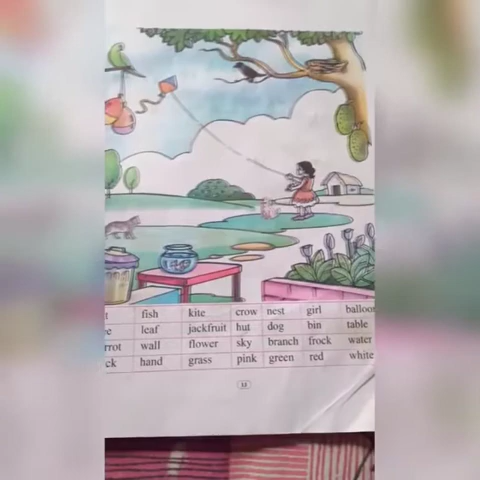 fish kite crow nest girl
leaf jackfruit hut dog bin table
wall flower sky branch frock water
hand grass pink green red white
13